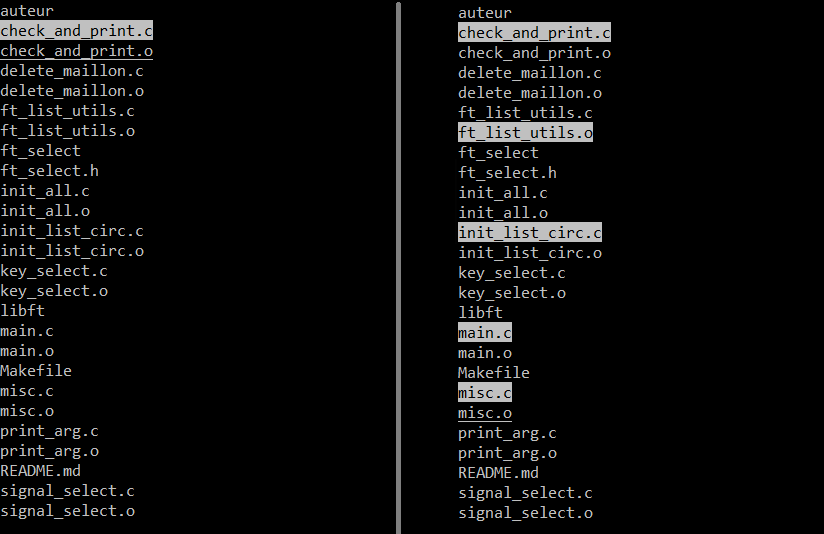 auteur
check_and_print.c
check_and_print.o
delete_maillon.c
delete_maillon.o
ft_list_utils.c
ft_list_utils.o
ft_select
ft_select.h
init_all.c
init_all.o
init_list_circ.c
init_list_circ.o
key_select.c
key_select.o
libft
main.c
main.o
Makefile
misc.c
misc.o
print_arg.c
print_arg.o
README.md
signal_select.c
signal_select.o
auteur
check_and_print.c
check_and_print.o
delete_maillon.c
delete_maillon.o
ft_list_utils.c
ft_list_utils.o
ft_select
ft_select.h
init_all.c
init_all.o
init_list_circ.c
init_list_circ.o
key_select.c
key_select.o
libft
main.c
main.o
Makefile
misc.c
misc.o
print_arg.c
print_arg.o
README.md
signal_select.c
signal_select.o